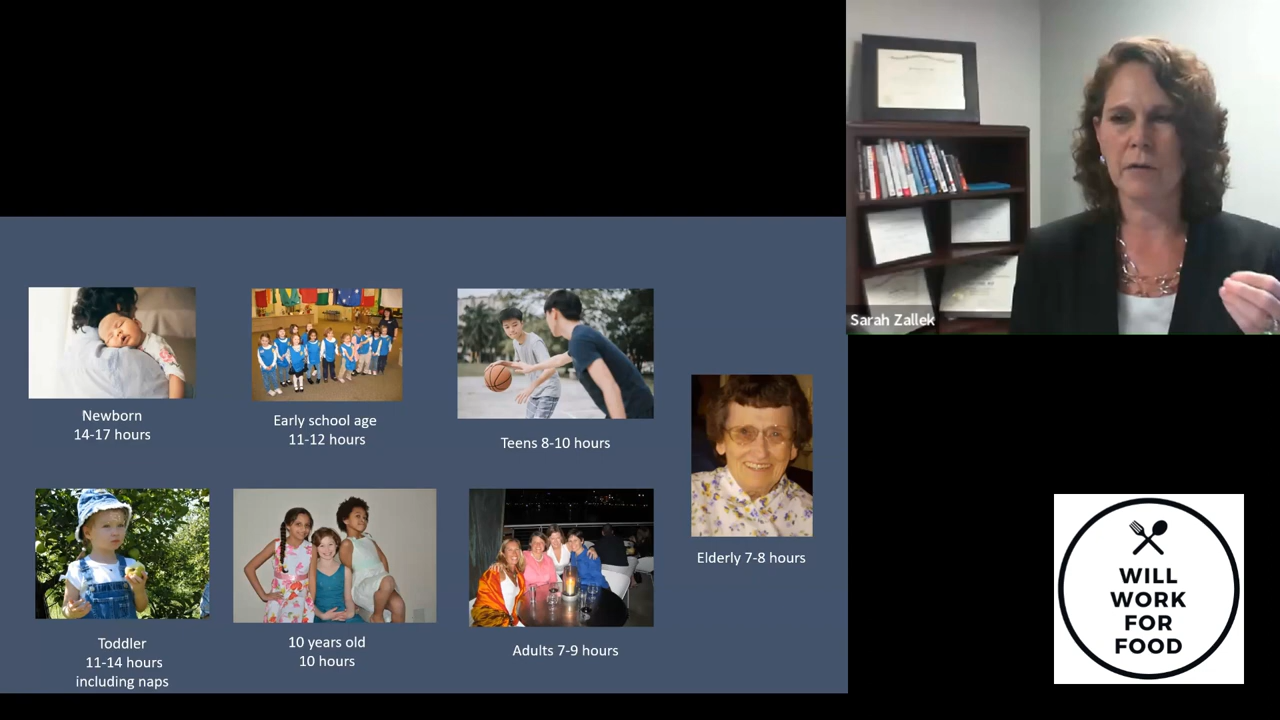 Sarah Zallek
Newborn
14-17 hours
Early school age
11-12 hours
Teens 8-10 hours
Elderly 7-8 hours
Toddler
11-14 hours
including naps
10 years old
10 hours
Adults 7-9 hours
WILL
WORK
FOR
FOOD